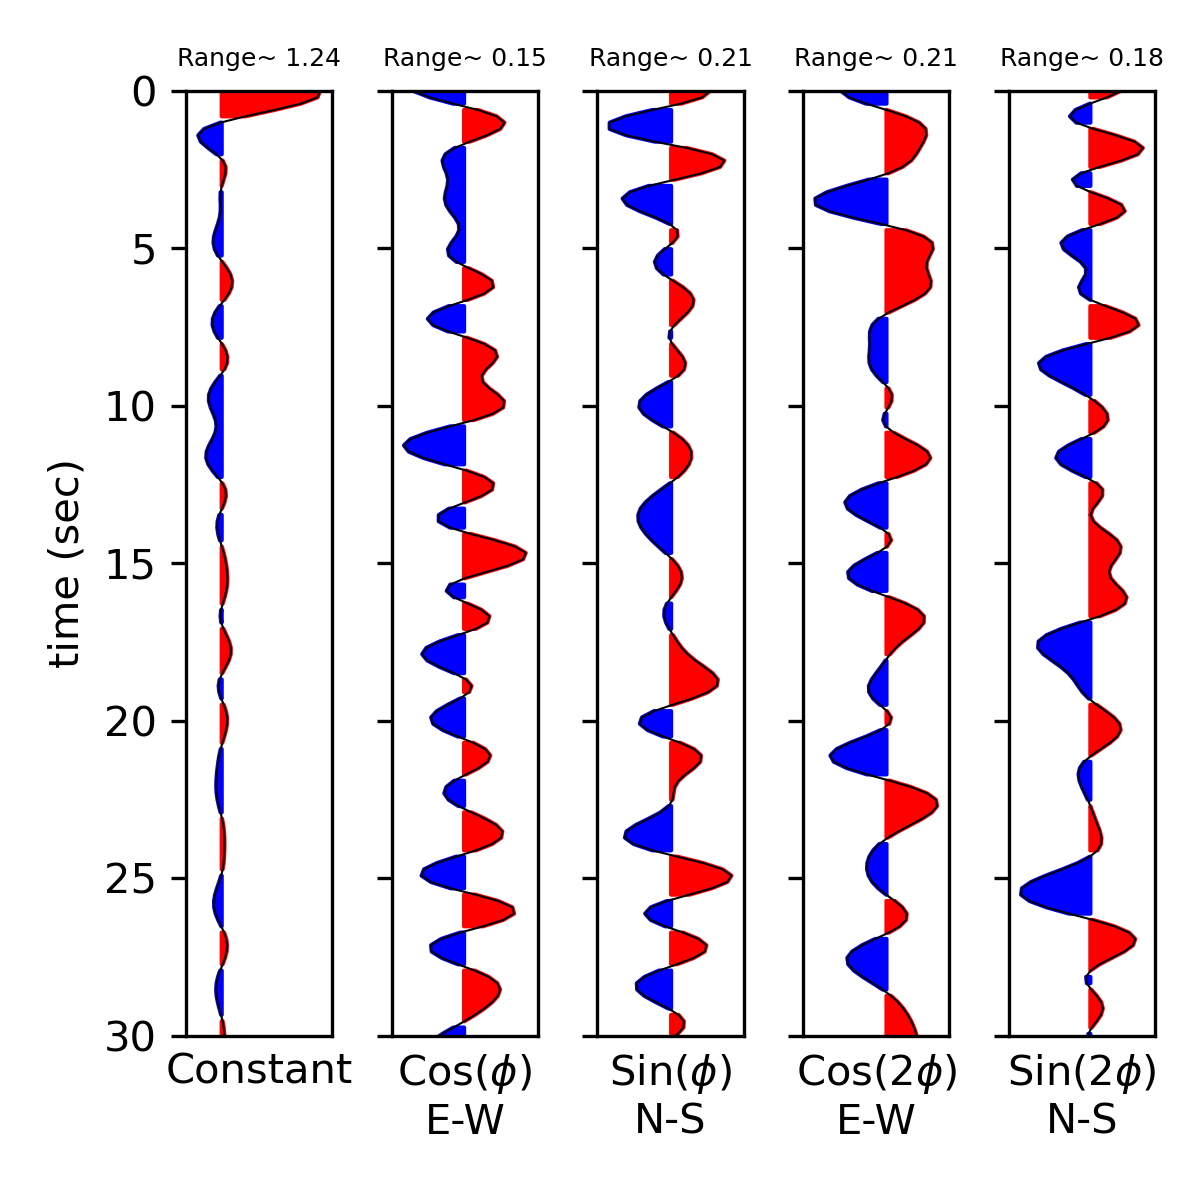 Range~ 1.24 Range~ 0.15 Range~ 0.21 Range~ 0.21 Range~ 0.18
0
5
10
15
20
25
30
time (sec)
Constant Cos(ϕ) Sin(ϕ) Cos(2ϕ) Sin(2ϕ)
E-W N-S E-W N-S